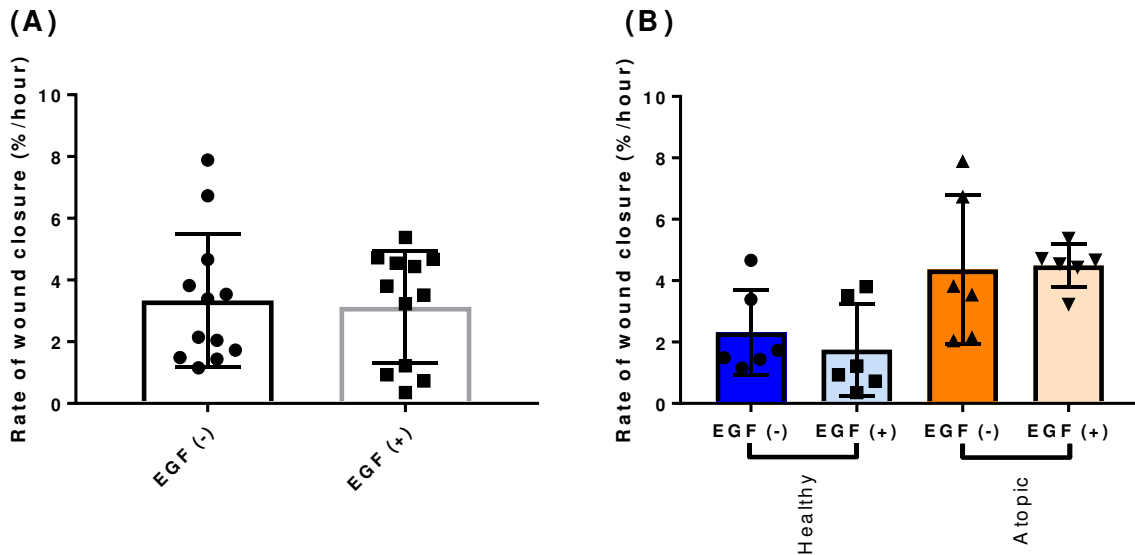 (A)
Rate of wound closure (%/hour)
10
8
6
4
2
0
EGF (-)
EGF (+)
(B)
Rate of wound closure (%/hour)
10
8
6
4
2
0
EGF (-)
EGF (+)
EGF (-)
EGF (+)
Healthy
Atopic